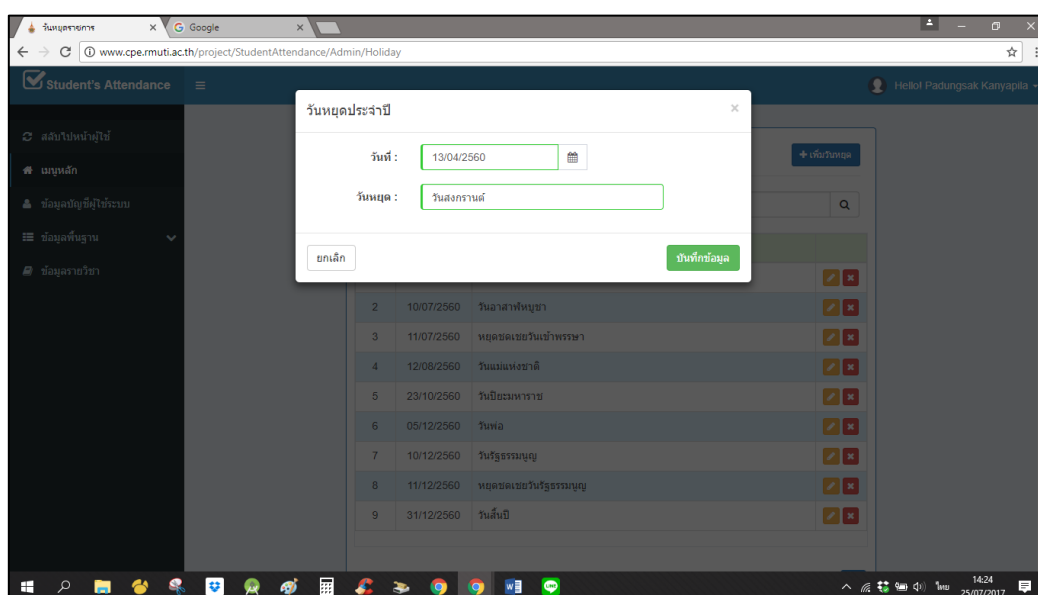 วันหยุดรายการ
Google
www.cpe.rmuti.ac.th/project/StudentAttendance/Admin/Holiday
Student's Attendance
Hello! Padungsak Kanyapila
สลับไปหน้าผู้ใช้
เมนูหลัก
ข้อมูลบัญชีผู้ใช้ระบบ
ข้อมูลพื้นฐาน
ข้อมูลรายวิชา
วันหยุดประจำปี
วันที่ : 13/04/2560
วันหยุด : วันสงกรานต์
ยกเลิก บันทึกข้อมูล
+ เพิ่มวันหยุด
2 10/07/2560 วันอาสาฬหบูชา
3 11/07/2560 หยุดชดเชยวันเข้าพรรษา
4 12/08/2560 วันแม่แห่งชาติ
5 23/10/2560 วันปิยะมหาราช
6 05/12/2560 วันพ่อ
7 10/12/2560 วันรัฐธรรมนูญ
8 11/12/2560 หยุดชดเชยวันรัฐธรรมนูญ
9 31/12/2560 วันสิ้นปี
ไทย
14:24
25/07/2017